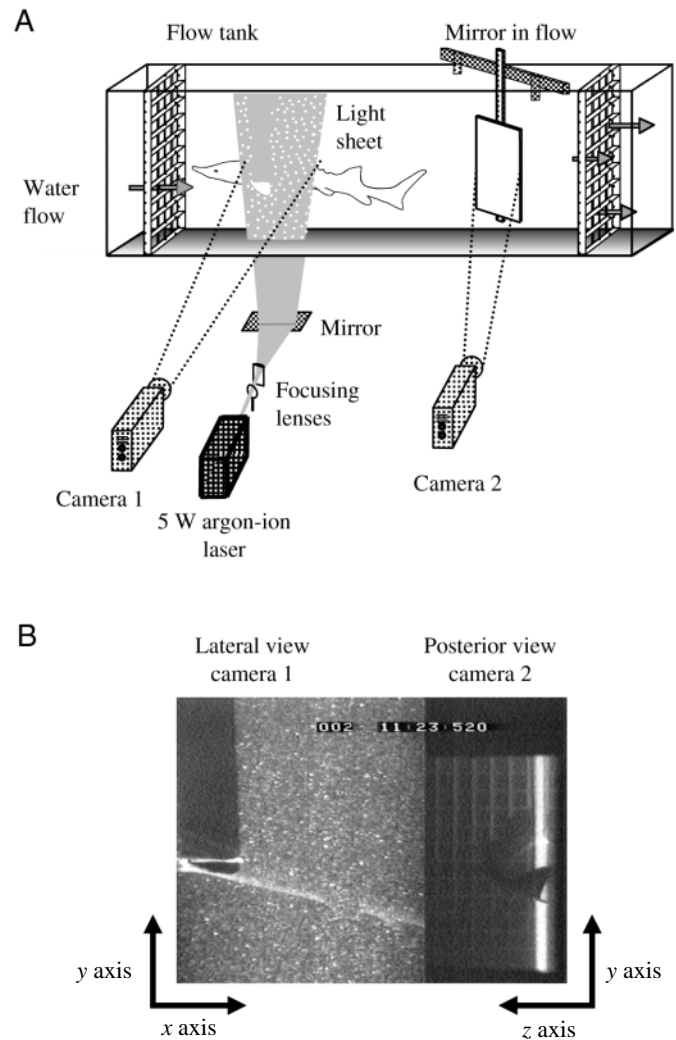 A
Flow tank
Mirror in flow
Light
sheet
Water
flow
Mirror
Focusing
lenses
Camera 1
Camera 2
5 W argon-ion
laser
B
Lateral view
camera 1
Posterior view
camera 2
002 11:23 520
y axis
x axis
y axis
z axis